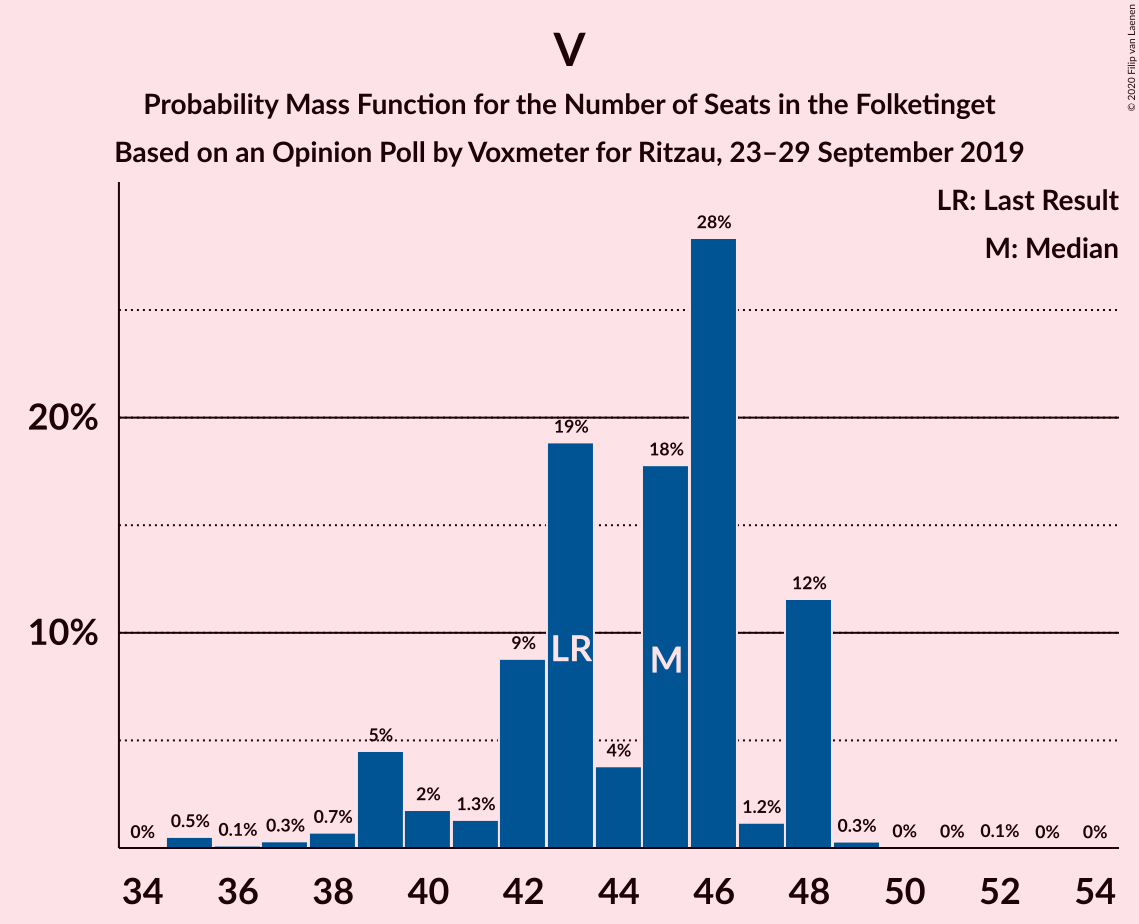 V
Probability Mass Function for the Number of Seats in the Folketinget
Based on an Opinion Poll by Voxmeter for Ritzau, 23–29 September 2019
© 2020 Filip van Laenen
LR: Last Result
M: Median
20%
10%
0%
0.5%
0.1%
0.3%
0.7%
5%
2%
1.3%
9%
19%
4%
18%
28%
1.2%
12%
0.3%
0%
0%
0.1%
0%
0%
LR
M
34 36 38 40 42 44 46 48 50 52 54